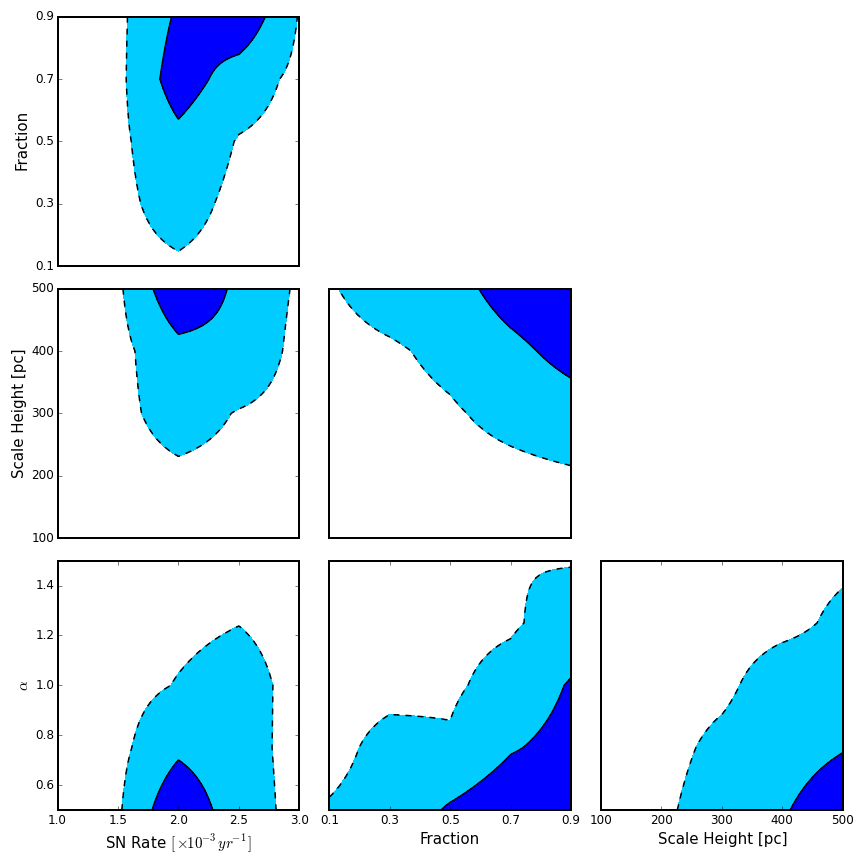 0.9
0.7
0.5
0.3
0.1
Fraction
500
400
300
200
100
Scale Height [pc]
1.4
1.2
1.0
0.8
0.6
α
1.0 1.5 2.0 2.5 3.0
0.1 0.3 0.5 0.7 0.9
100 200 300 400 500
SN Rate [×10⁻³ yr⁻¹]
Fraction
Scale Height [pc]